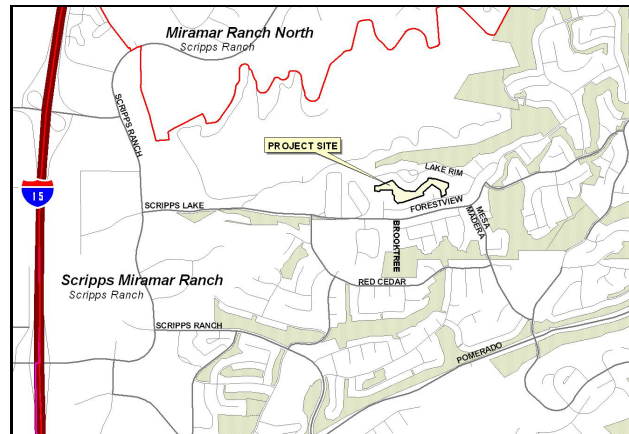 Miramar Ranch North
Scripps Ranch
SCRIPPS RANCH
PROJECT SITE
LAKE RIM
15
FORESTVIEW
SCRIPPS LAKE
MESA
MADERA
BROOKTREE
Scripps Miramar Ranch
Scripps Ranch
RED CEDAR
SCRIPPS RANCH
POMERADO